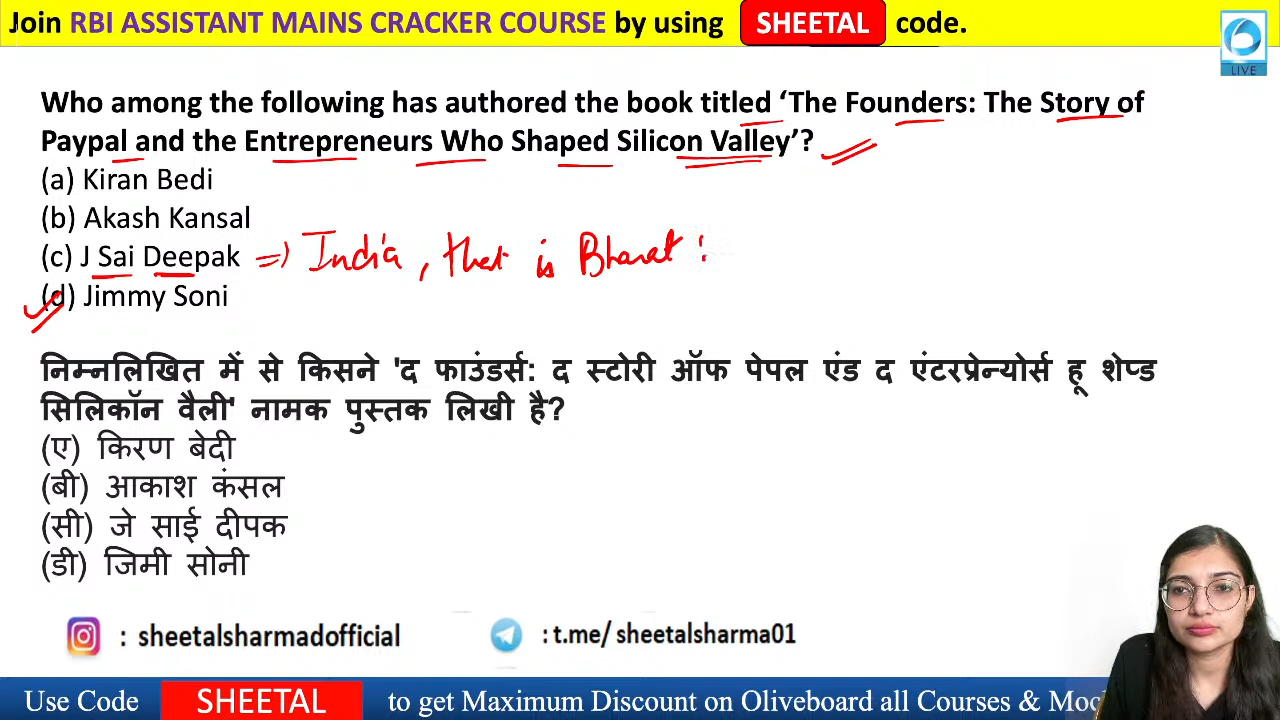 Join RBI ASSISTANT MAINS CRACKER COURSE by using SHEETAL code.
LIVE
Who among the following has authored the book titled ‘The Founders: The Story of
Paypal and the Entrepreneurs Who Shaped Silicon Valley’?
(a) Kiran Bedi
(b) Akash Kansal
(c) J Sai Deepak => India, that is Bharat :
(d) Jimmy Soni
निम्नलिखित में से किसने 'द फाउंडर्स: द स्टोरी ऑफ पेपल एंड द एंटरप्रेन्योर्स हू शेप्ड
सिलिकॉन वैली' नामक पुस्तक लिखी है?
(ए) किरण बेदी
(बी) आकाश कंसल
(सी) जे साई दीपक
(डी) जिमी सोनी
: sheetalsharmadofficial
: t.me/ sheetalsharma01
Use Code SHEETAL to get Maximum Discount on Oliveboard all Courses & Moc